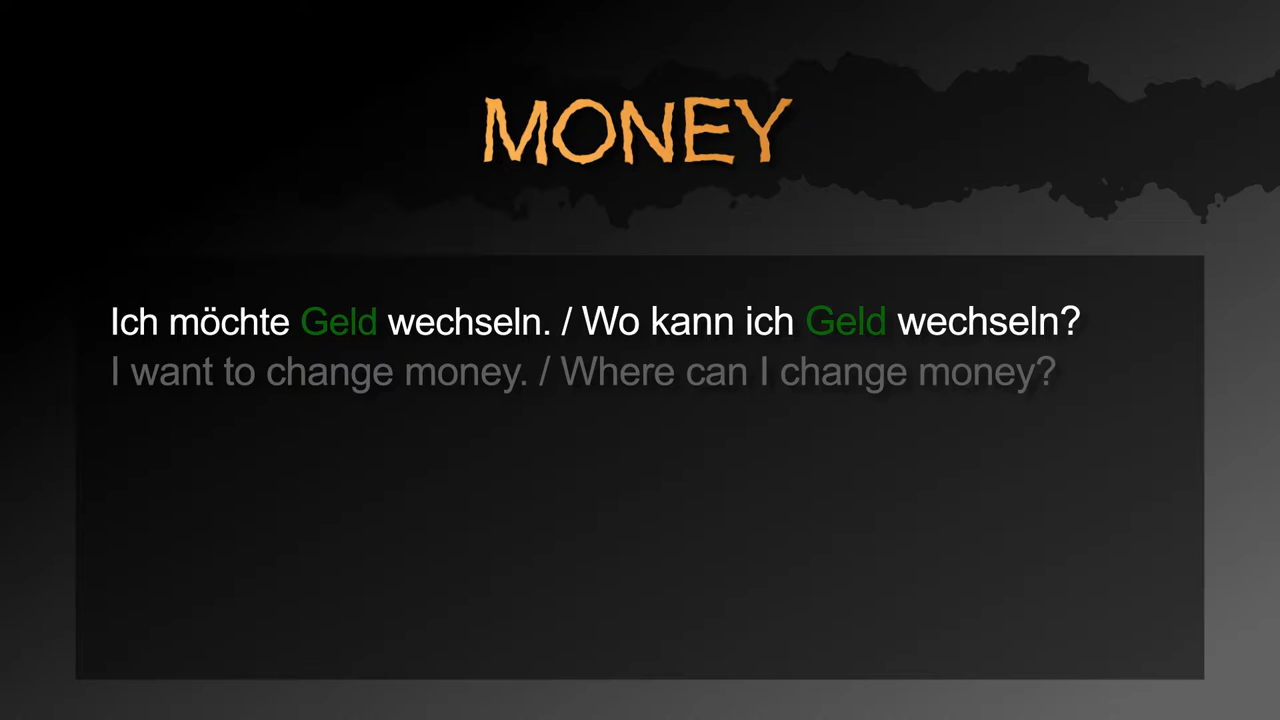 MONEY
Ich möchte Geld wechseln. / Wo kann ich Geld wechseln?
I want to change money. / Where can I change money?